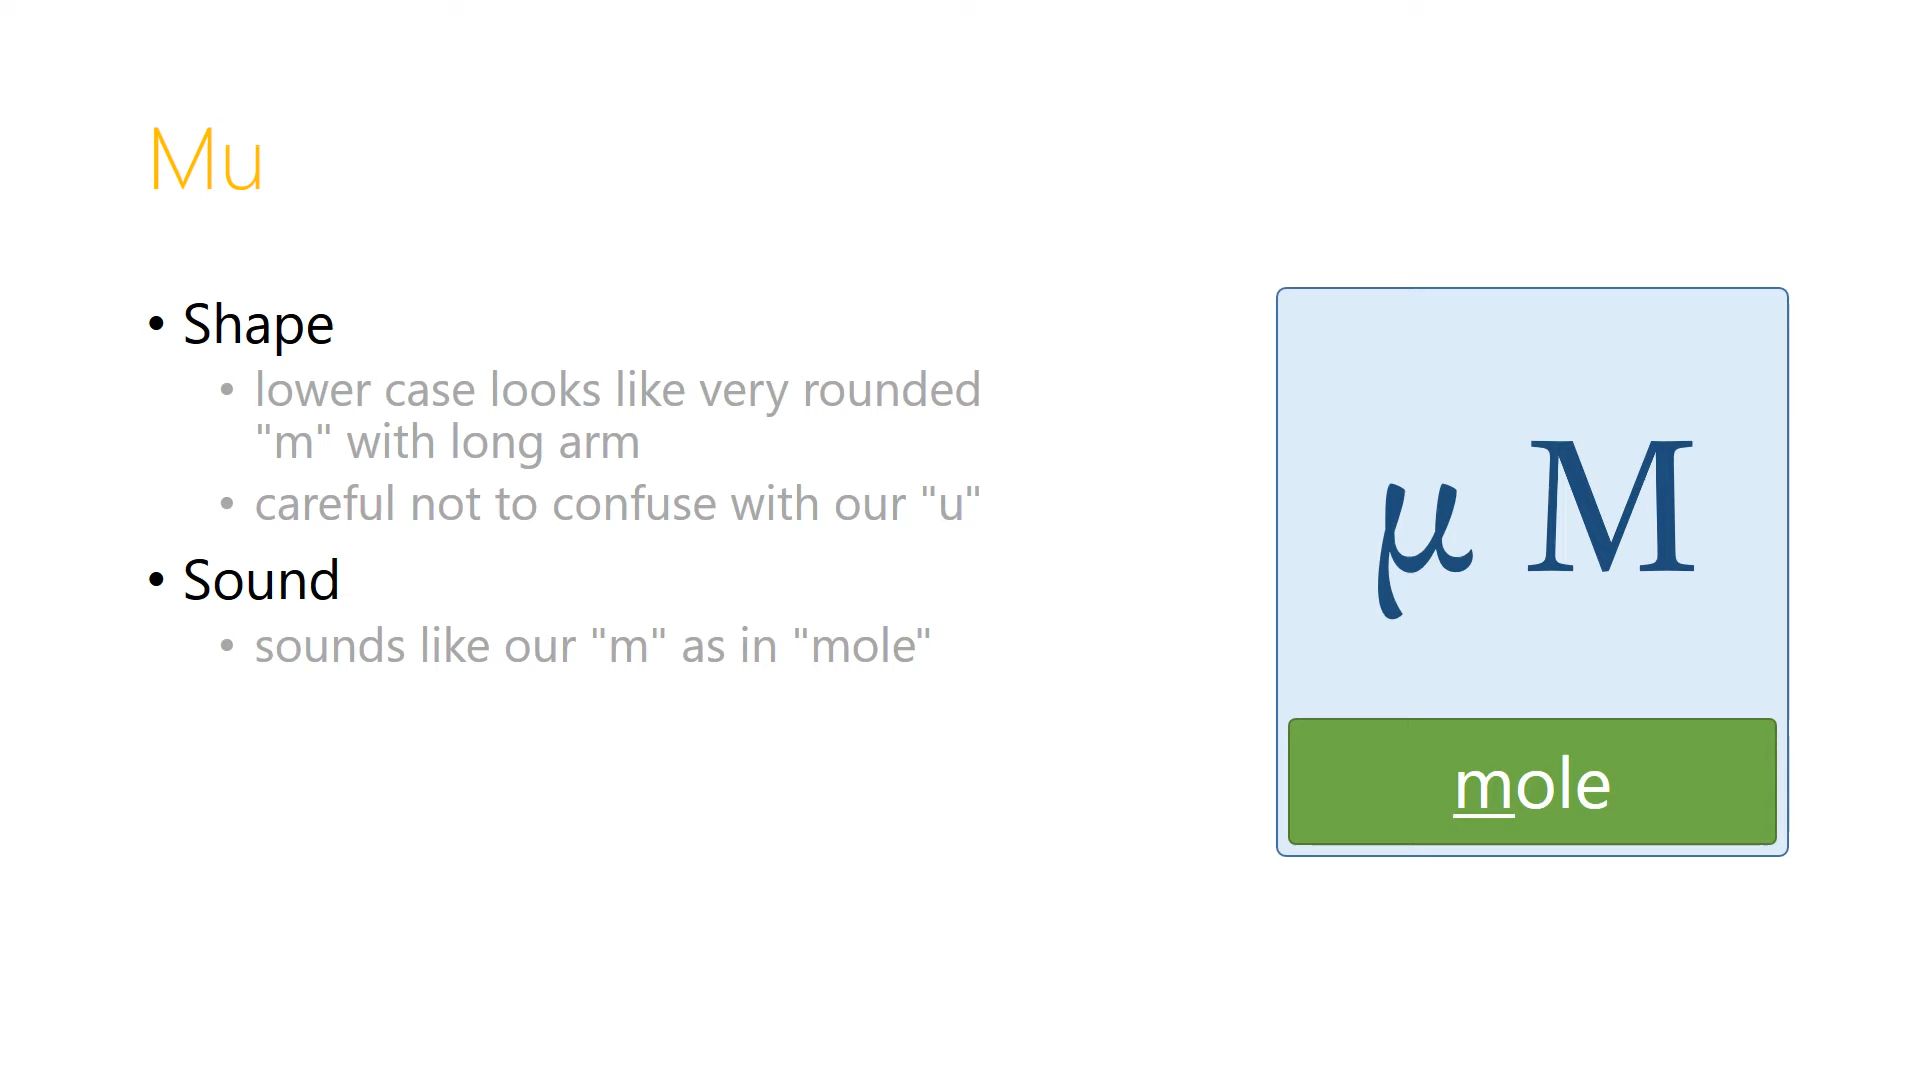 Mu
• Shape
• lower case looks like very rounded
"m" with long arm
• careful not to confuse with our "u"
• Sound
• sounds like our "m" as in "mole"
μ Μ
mole